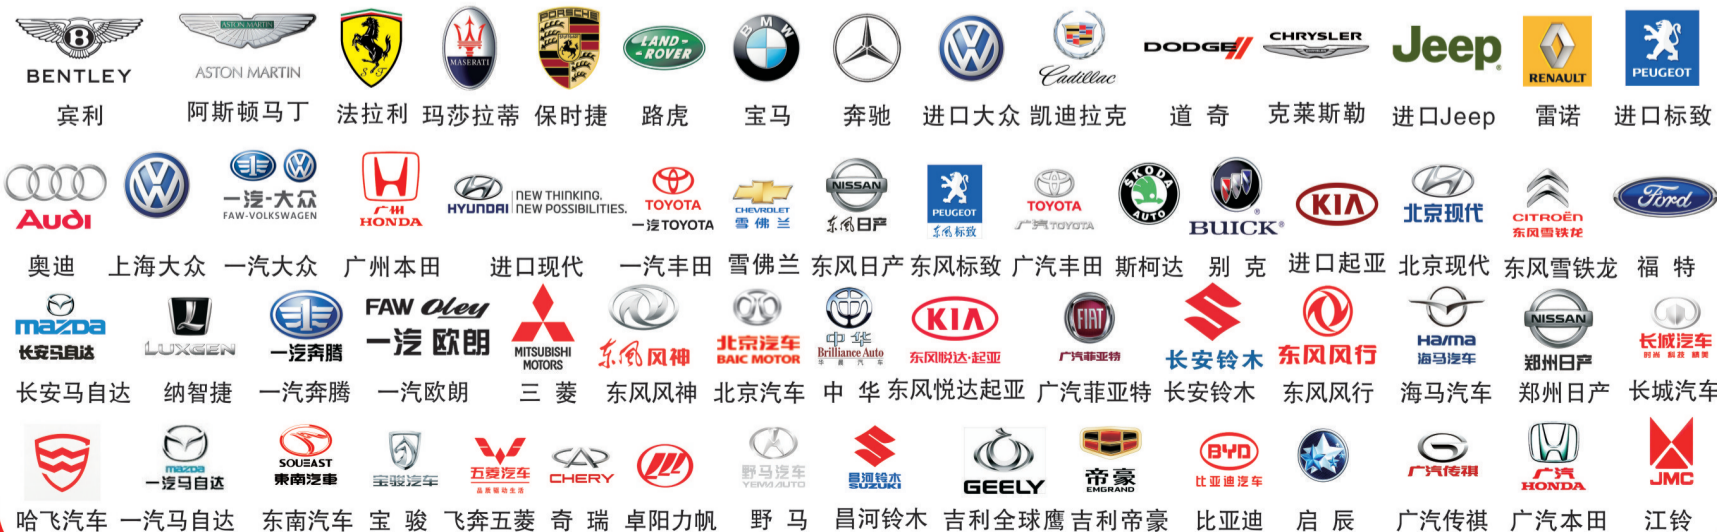 BENTLEY
宾利
ASTON MARTIN
ASTON MARTIN
阿斯顿马丁
S F
法拉利
MASERATI
玛莎拉蒂
PORSCHE
保时捷
LAND-
-ROVER
路虎
BMW
宝马
奔驰
进口大众
Cadillac
凯迪拉克
DODGE
道 奇
CHRYSLER
克莱斯勒
Jeep
进口Jeep
RENAULT
雷诺
PEUGEOT
进口标致
Audi
奥迪
上海大众
一汽-大众
FAW-VOLKSWAGEN
一汽大众
广州
HONDA
广州本田
HYUNDAI
NEW THINKING.
NEW POSSIBILITIES.
进口现代
TOYOTA
一汽TOYOTA
一汽丰田
CHEVROLET
雪佛兰
雪佛兰
NISSAN
东风日产
东风日产
PEUGEOT
东风标致
东风标致
TOYOTA
广汽TOYOTA
广汽丰田
SKODA
AUTO
斯柯达
BUICK
别 克
KIA
进口起亚
北京现代
北京现代
CITROËN
东风雪铁龙
东风雪铁龙
Ford
福 特
mazda
长安马自达
长安马自达
LUXGEN
纳智捷
一汽奔腾
一汽奔腾
FAW Oley
一汽 欧朗
一汽欧朗
MITSUBISHI
MOTORS
三 菱
东风风神
东风风神
北京汽车
BAIC MOTOR
北京汽车
中华
Brilliance Auto
华晨汽车
中 华
KIA
东风悦达·起亚
东风悦达起亚
FIAT
广汽菲亚特
广汽菲亚特
长安铃木
长安铃木
东风风行
东风风行
Haima
海马汽车
海马汽车
NISSAN
郑州日产
郑州日产
长城汽车
时尚 科技 精美
长城汽车
哈飞汽车
mazda
一汽马自达
一汽马自达
SOUEAST
東南汽車
东南汽车
宝骏汽车
宝 骏
五菱汽车
品质驱动生活
飞奔五菱
CHERY
奇 瑞
卓阳力帆
野马汽车
YEMA AUTO
野 马
昌河铃木
SUZUKI
昌河铃木
GEELY
吉利全球鹰
帝豪
EMGRAND
吉利帝豪
BYD
比亚迪汽车
比亚迪
启 辰
广汽传祺
广汽传祺
广汽
HONDA
广汽本田
JMC
江铃